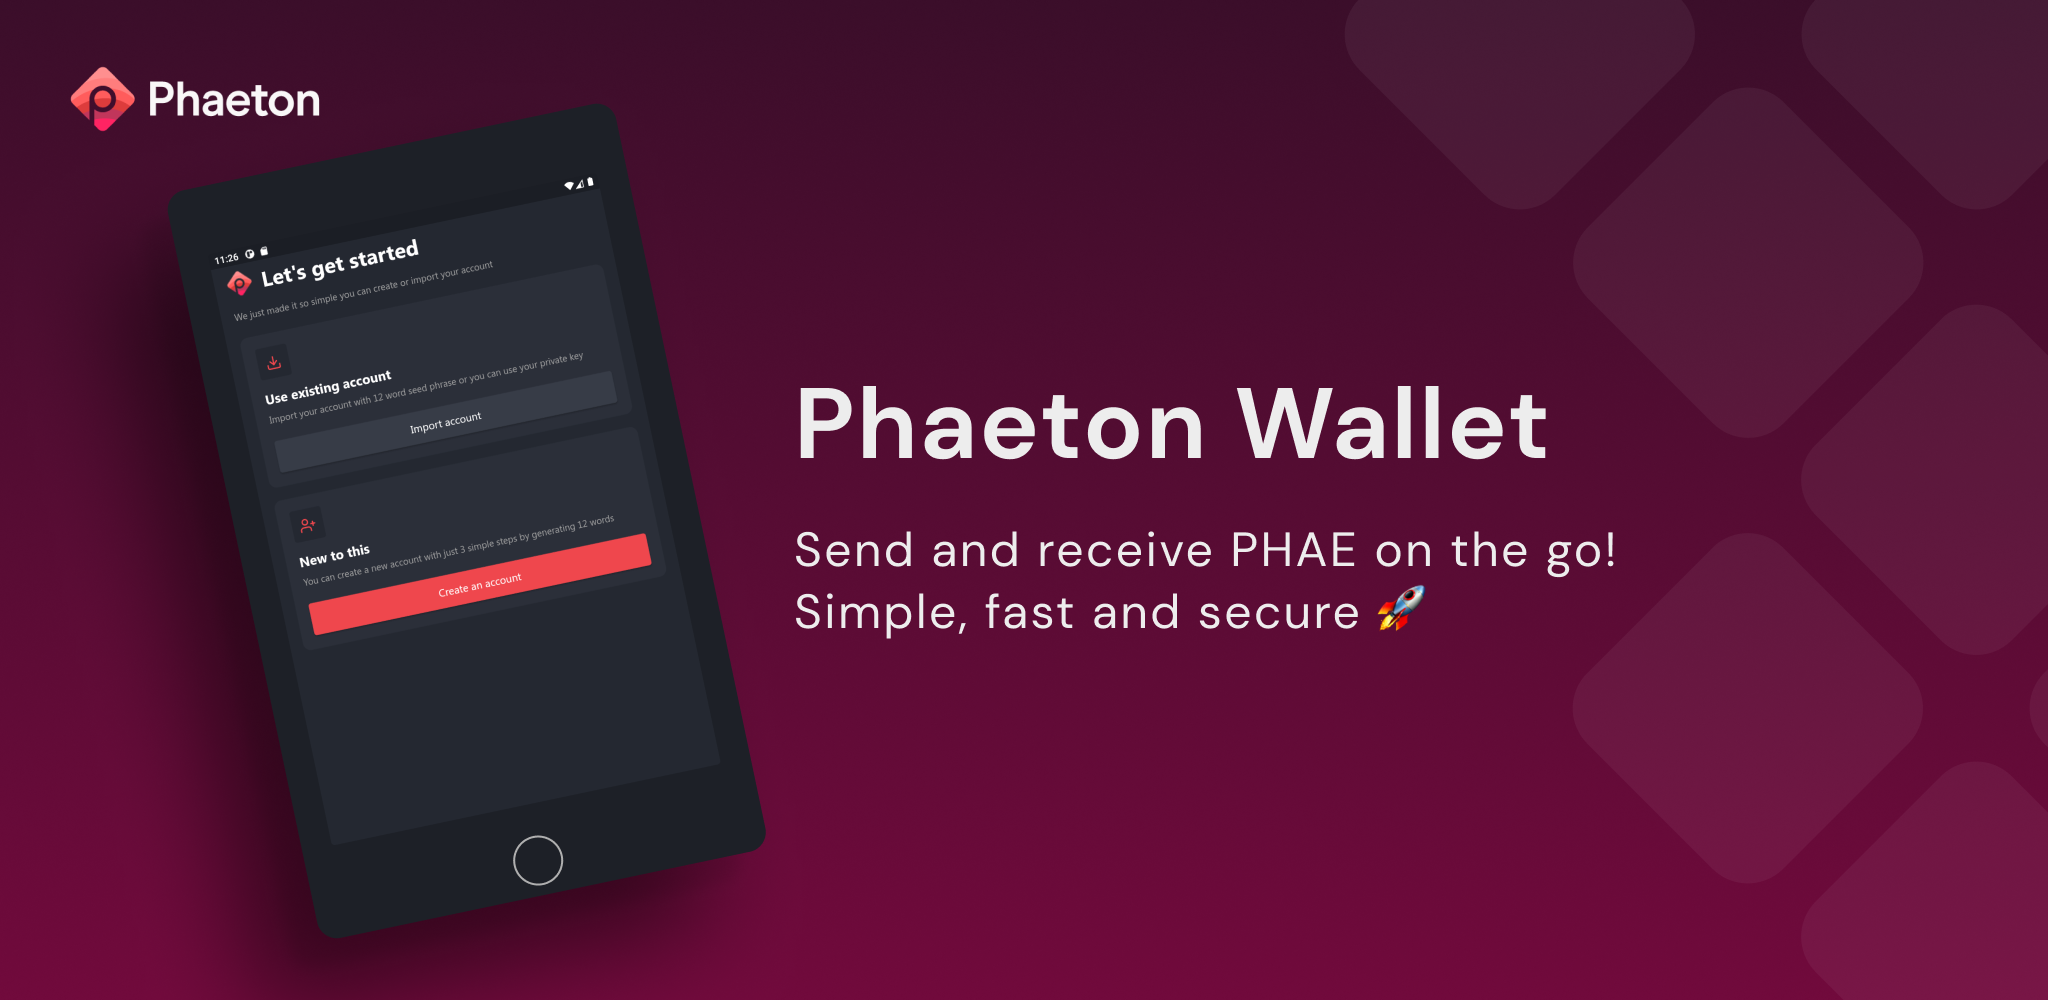 Phaeton
11:26
Let's get started
We just made it so simple you can create or import your account
Use existing account
Import your account with 12 word seed phrase or you can use your private key
Import account
New to this
You can create a new account with just 3 simple steps by generating 12 words
Create an account
Phaeton Wallet
Send and receive PHAE on the go!
Simple, fast and secure 🚀